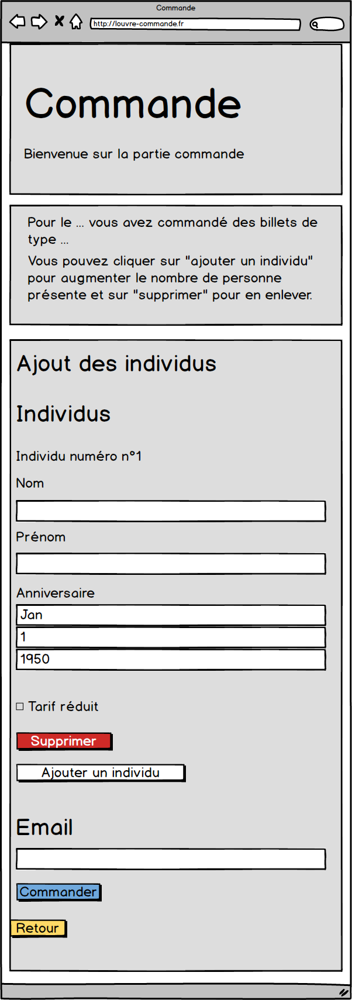 Commande
http://louvre-commande.fr
Commande
Bienvenue sur la partie commande
Pour le ... vous avez commandé des billets de
type ...
Vous pouvez cliquer sur "ajouter un individu"
pour augmenter le nombre de personne
présente et sur "supprimer" pour en enlever.
Ajout des individus
Individus
Individu numéro n°1
Nom
Prénom
Anniversaire
Jan
1
1950
Tarif réduit
Supprimer
Ajouter un individu
Email
Commander
Retour